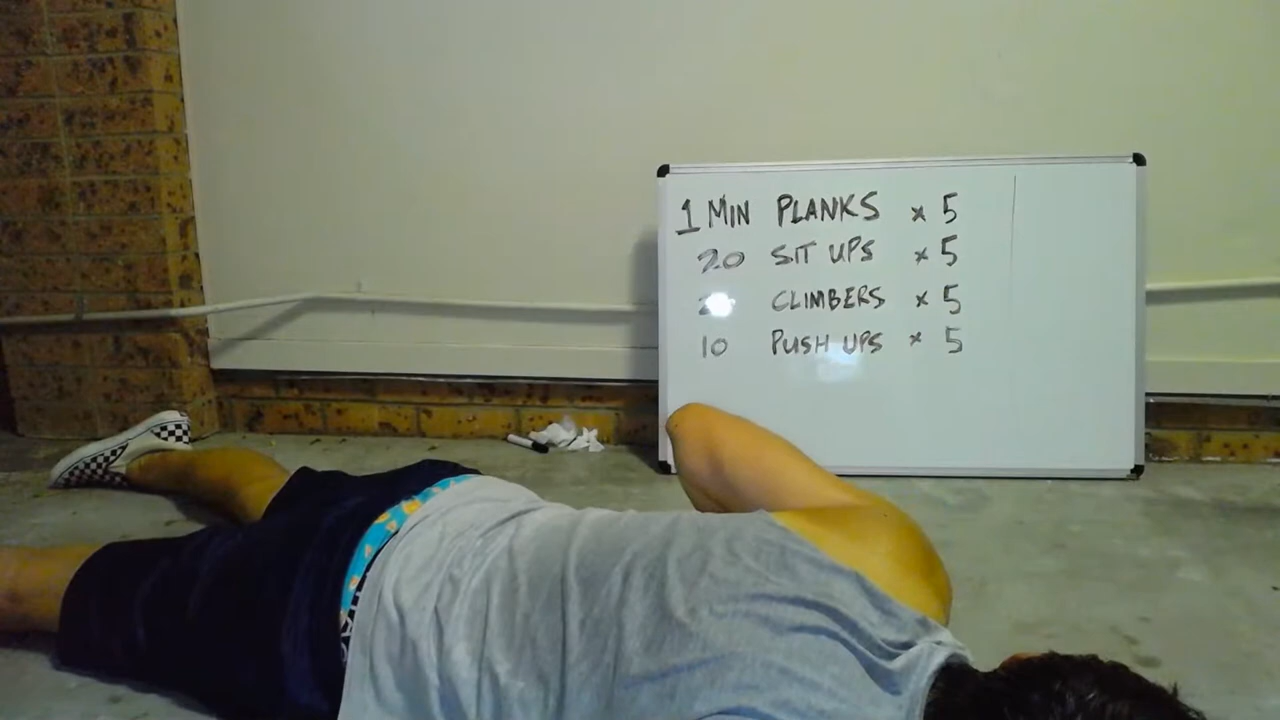 1 MIN PLANKS × 5
20 SIT UPS × 5
CLIMBERS × 5
10 PUSH UPS × 5